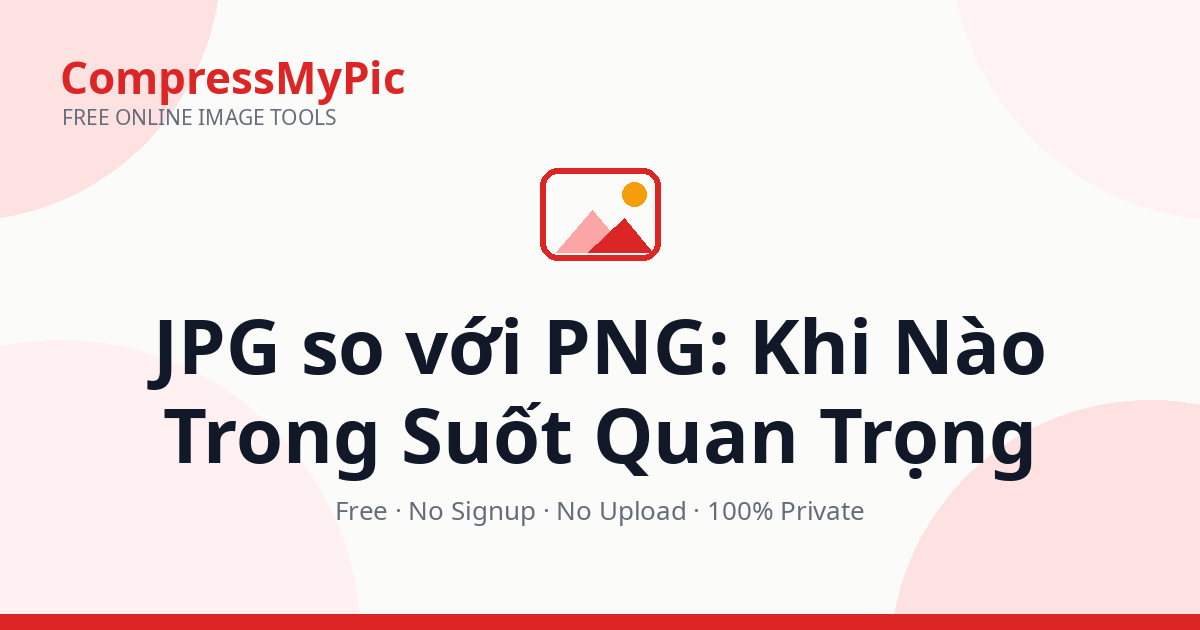 CompressMyPic
FREE ONLINE IMAGE TOOLS
JPG so với PNG: Khi Nào
Trong Suốt Quan Trọng
Free · No Signup · No Upload · 100% Private